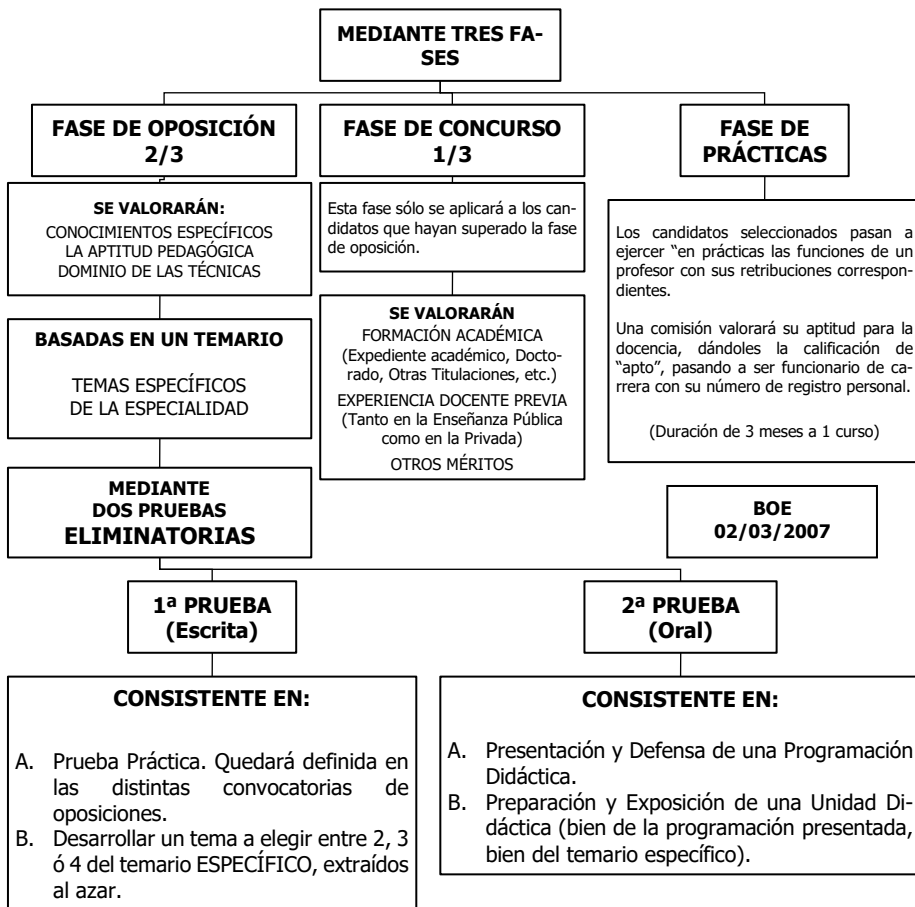 MEDIANTE TRES FA-
SES
FASE DE OPOSICIÓN
2/3
SE VALORARÁN:
CONOCIMIENTOS ESPECÍFICOS
LA APTITUD PEDAGÓGICA
DOMINIO DE LAS TÉCNICAS
BASADAS EN UN TEMARIO
TEMAS ESPECÍFICOS
DE LA ESPECIALIDAD
MEDIANTE
DOS PRUEBAS
ELIMINATORIAS
FASE DE CONCURSO
1/3
Esta fase sólo se aplicará a los can-
didatos que hayan superado la fase
de oposición.
SE VALORARÁN
FORMACIÓN ACADÉMICA
(Expediente académico, Docto-
rado, Otras Titulaciones, etc.)
EXPERIENCIA DOCENTE PREVIA
(Tanto en la Enseñanza Pública
como en la Privada)
OTROS MÉRITOS
FASE DE
PRÁCTICAS
Los candidatos seleccionados pasan a
ejercer “en prácticas las funciones de un
profesor con sus retribuciones correspon-
dientes.
Una comisión valorará su aptitud para la
docencia, dándoles la calificación de
“apto”, pasando a ser funcionario de ca-
rrera con su número de registro personal.
(Duración de 3 meses a 1 curso)
BOE
02/03/2007
1ª PRUEBA
(Escrita)
CONSISTENTE EN:
A. Prueba Práctica. Quedará definida en
las distintas convocatorias de
oposiciones.
B. Desarrollar un tema a elegir entre 2, 3
ó 4 del temario ESPECÍFICO, extraídos
al azar.
2ª PRUEBA
(Oral)
CONSISTENTE EN:
A. Presentación y Defensa de una Programación
Didáctica.
B. Preparación y Exposición de una Unidad Di-
dáctica (bien de la programación presentada,
bien del temario específico).